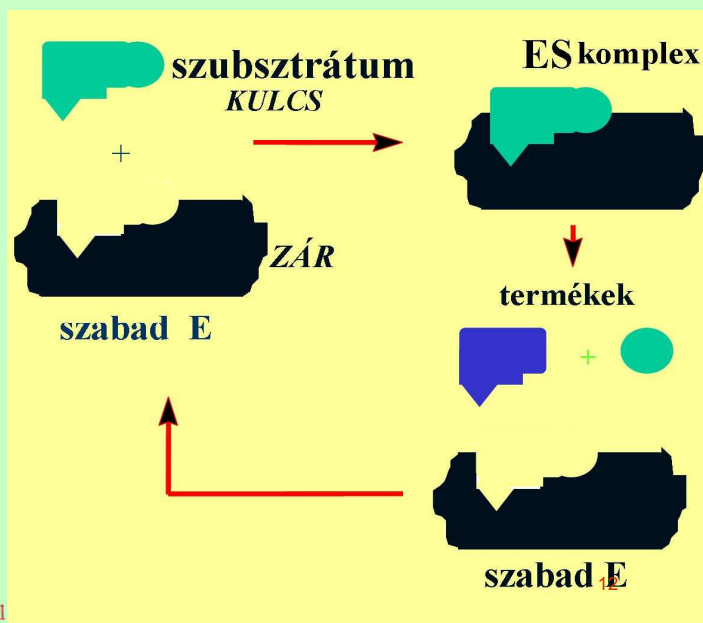 szubsztrátum
KULCS
+
ZÁR
szabad E
ES komplex
termékek
+
szabad E
12
1